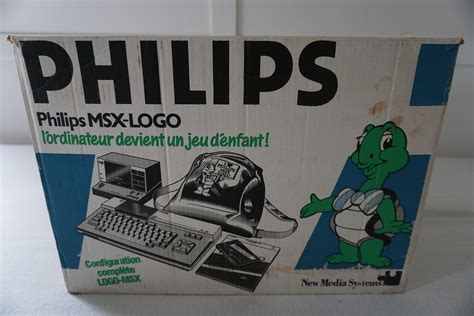 PHILIPS
Philips MSX-LOGO
l'ordinateur devient un jeu d'enfant!
Configuration
complète
LOGO-MSX
New Media Systems